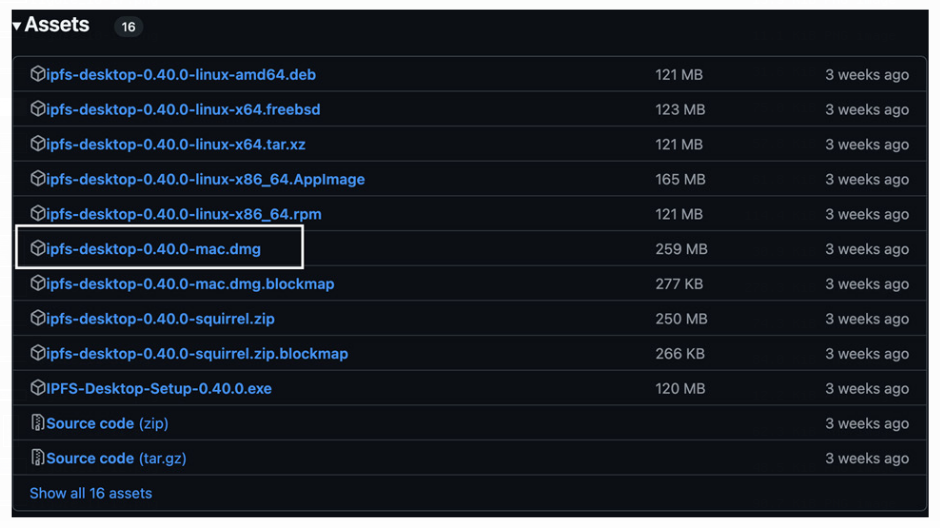 Assets 16
ipfs-desktop-0.40.0-linux-amd64.deb 121 MB 3 weeks ago
ipfs-desktop-0.40.0-linux-x64.freebsd 123 MB 3 weeks ago
ipfs-desktop-0.40.0-linux-x64.tar.xz 121 MB 3 weeks ago
ipfs-desktop-0.40.0-linux-x86_64.AppImage 165 MB 3 weeks ago
ipfs-desktop-0.40.0-linux-x86_64.rpm 121 MB 3 weeks ago
ipfs-desktop-0.40.0-mac.dmg 259 MB 3 weeks ago
ipfs-desktop-0.40.0-mac.dmg.blockmap 277 KB 3 weeks ago
ipfs-desktop-0.40.0-squirrel.zip 250 MB 3 weeks ago
ipfs-desktop-0.40.0-squirrel.zip.blockmap 266 KB 3 weeks ago
IPFS-Desktop-Setup-0.40.0.exe 120 MB 3 weeks ago
Source code (zip) 3 weeks ago
Source code (tar.gz) 3 weeks ago
Show all 16 assets